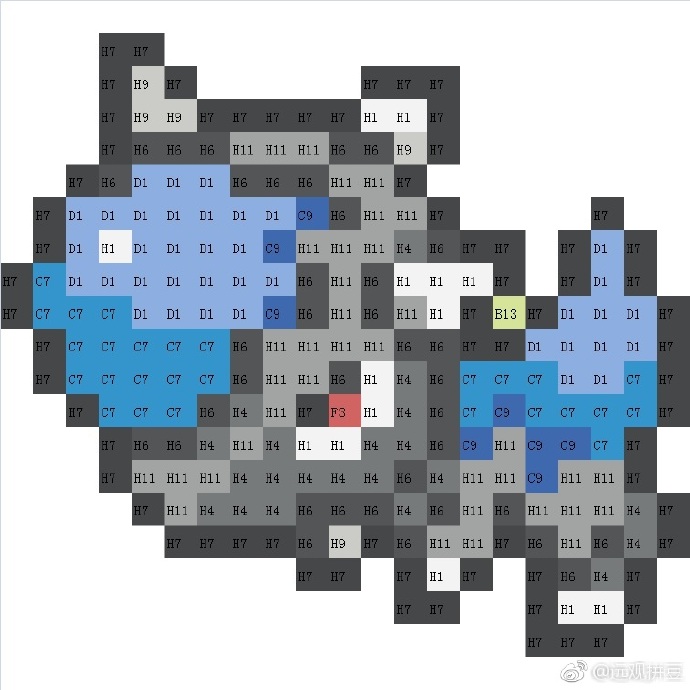 H7 H7
H7 H9 H7 H7 H7 H7
H7 H9 H9 H7 H7 H7 H7 H7 H1 H1 H7
H7 H6 H6 H6 H11 H11 H11 H6 H6 H9 H7
H7 H6 D1 D1 D1 H6 H6 H6 H11 H11 H7
H7 D1 D1 D1 D1 D1 D1 D1 C9 H6 H11 H11 H7 H7
H7 D1 H1 D1 D1 D1 D1 C9 H11 H11 H11 H4 H6 H7 H7 H7 D1 H7
H7 C7 D1 D1 D1 D1 D1 D1 D1 H6 H11 H6 H1 H1 H1 H7 H7 D1 H7
H7 C7 C7 C7 D1 D1 D1 D1 C9 H6 H11 H6 H11 H1 H7 B13 H7 D1 D1 D1 H7
H7 C7 C7 C7 C7 C7 H6 H11 H11 H11 H11 H6 H6 H7 H7 D1 D1 D1 D1 H7
H7 C7 C7 C7 C7 C7 H6 H11 H11 H6 H1 H4 H6 C7 C7 C7 D1 D1 C7 H7
H7 C7 C7 C7 H6 H4 H11 H7 F3 H1 H4 H6 C7 C9 C7 C7 C7 C7 H7
H7 H6 H6 H4 H11 H4 H1 H1 H4 H4 H6 C9 H11 C9 C9 C7 H7
H7 H11 H11 H11 H4 H4 H4 H4 H4 H6 H4 H11 H11 C9 H11 H11 H7
H7 H11 H4 H4 H4 H6 H6 H4 H6 H11 H6 H11 H11 H11 H4 H7
H7 H7 H7 H7 H6 H9 H7 H6 H11 H11 H7 H6 H11 H6 H4 H7
H7 H7 H7 H1 H7 H7 H6 H4 H7
H7 H7 H7 H1 H1 H7
H7 H7 H7
@远观拼豆